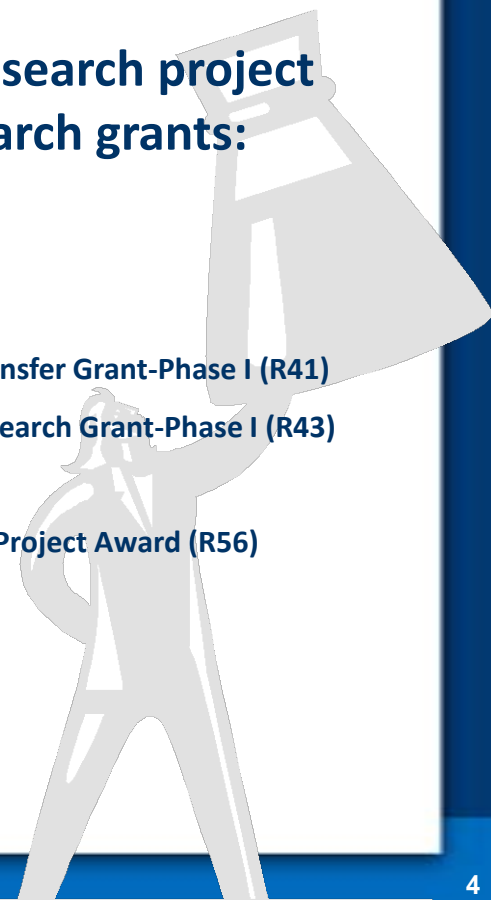 search project
arch grants:
nsfer Grant-Phase I (R41)
earch Grant-Phase I (R43)
Project Award (R56)
4